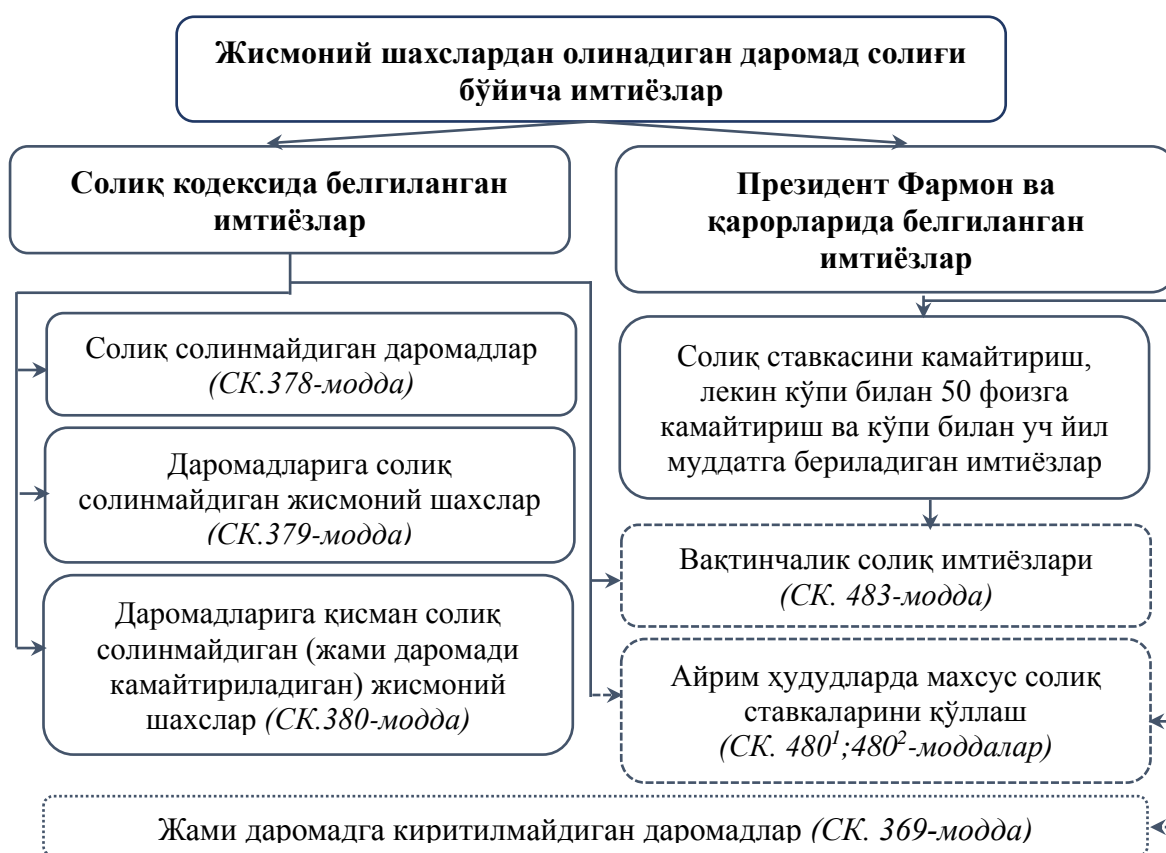 Жисмоний шахслардан олинадиган даромад солиғи
бўйича имтиёзлар
Солиқ кодексида белгиланган
имтиёзлар
Президент Фармон ва
қарорларида белгиланган
имтиёзлар
Солиқ солинмайдиган даромадлар
(СК.378-модда)
Даромадларига солиқ
солинмайдиган жисмоний шахслар
(СК.379-модда)
Даромадларига қисман солиқ
солинмайдиган (жами даромади
камайтириладиган) жисмоний
шахслар (СК.380-модда)
Солиқ ставкасини камайтириш,
лекин кўпи билан 50 фоизга
камайтириш ва кўпи билан уч йил
муддатга бериладиган имтиёзлар
Вақтинчалик солиқ имтиёзлари
(СК. 483-модда)
Айрим ҳудудларда махсус солиқ
ставкаларини қўллаш
(СК. 480¹;480²-моддалар)
Жами даромадга киритилмайдиган даромадлар (СК. 369-модда)